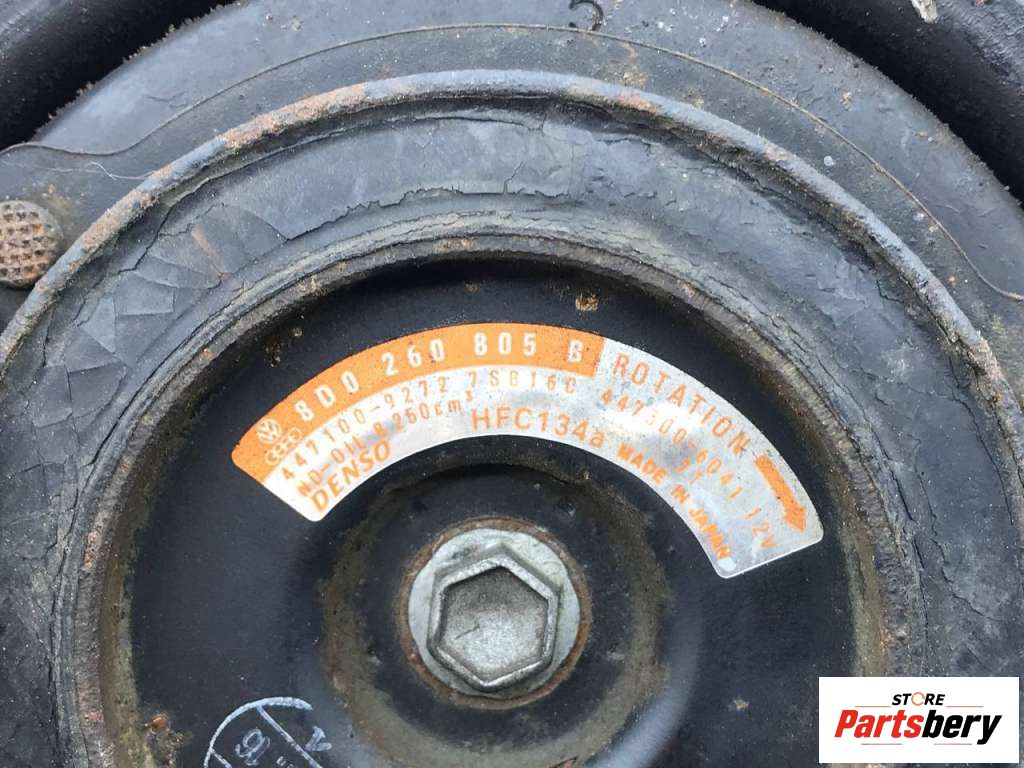 8D0 260 805 B ROTATION
447100-9272 7SB16C 447300-6041 12V
ND-OIL 8 250cm³ HFC134a
DENSO MADE IN JAPAN
STORE
Partsbery